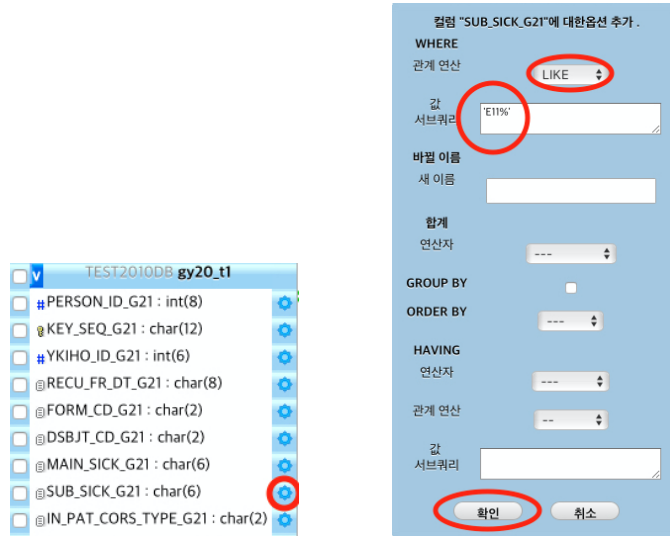 TEST2010DB gy20_t1
v
#PERSON_ID_G21 : int(8)
KEY_SEQ_G21 : char(12)
#YKIHO_ID_G21 : int(6)
RECU_FR_DT_G21 : char(8)
FORM_CD_G21 : char(2)
DSBJT_CD_G21 : char(2)
MAIN_SICK_G21 : char(6)
SUB_SICK_G21 : char(6)
IN_PAT_CORS_TYPE_G21 : char(2)
컬럼 "SUB_SICK_G21"에 대한옵션 추가 .
WHERE
관계 연산
LIKE
값
서브쿼리
'E11%'
바뀔 이름
새 이름
합계
연산자
---
GROUP BY
ORDER BY
---
HAVING
연산자
---
관계 연산
--
값
서브쿼리
확인
취소